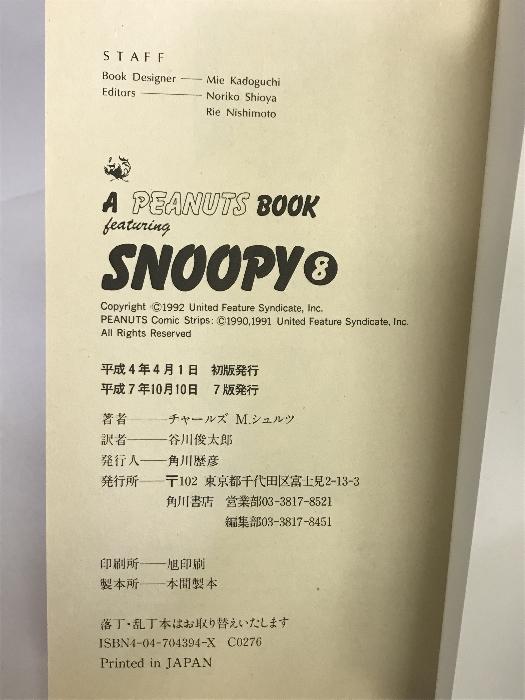 STAFF
Book Designer — Mie Kadoguchi
Editors ——— Noriko Shioya
Rie Nishimoto
A PEANUTS BOOK
featuring
SNOOPY 8
Copyright ©1992 United Feature Syndicate, Inc.
PEANUTS Comic Strips: ©1990,1991 United Feature Syndicate, Inc.
All Rights Reserved
平成4年4月1日 初版発行
平成7年10月10日 7版発行
著者——チャールズ M.シュルツ
訳者——谷川俊太郎
発行人—角川歴彦
発行所—〒102 東京都千代田区富士見2-13-3
角川書店 営業部03-3817-8521
編集部03-3817-8451
印刷所—旭印刷
製本所—本間製本
落丁・乱丁本はお取り替えいたします
ISBN4-04-704394-X C0276
Printed in JAPAN